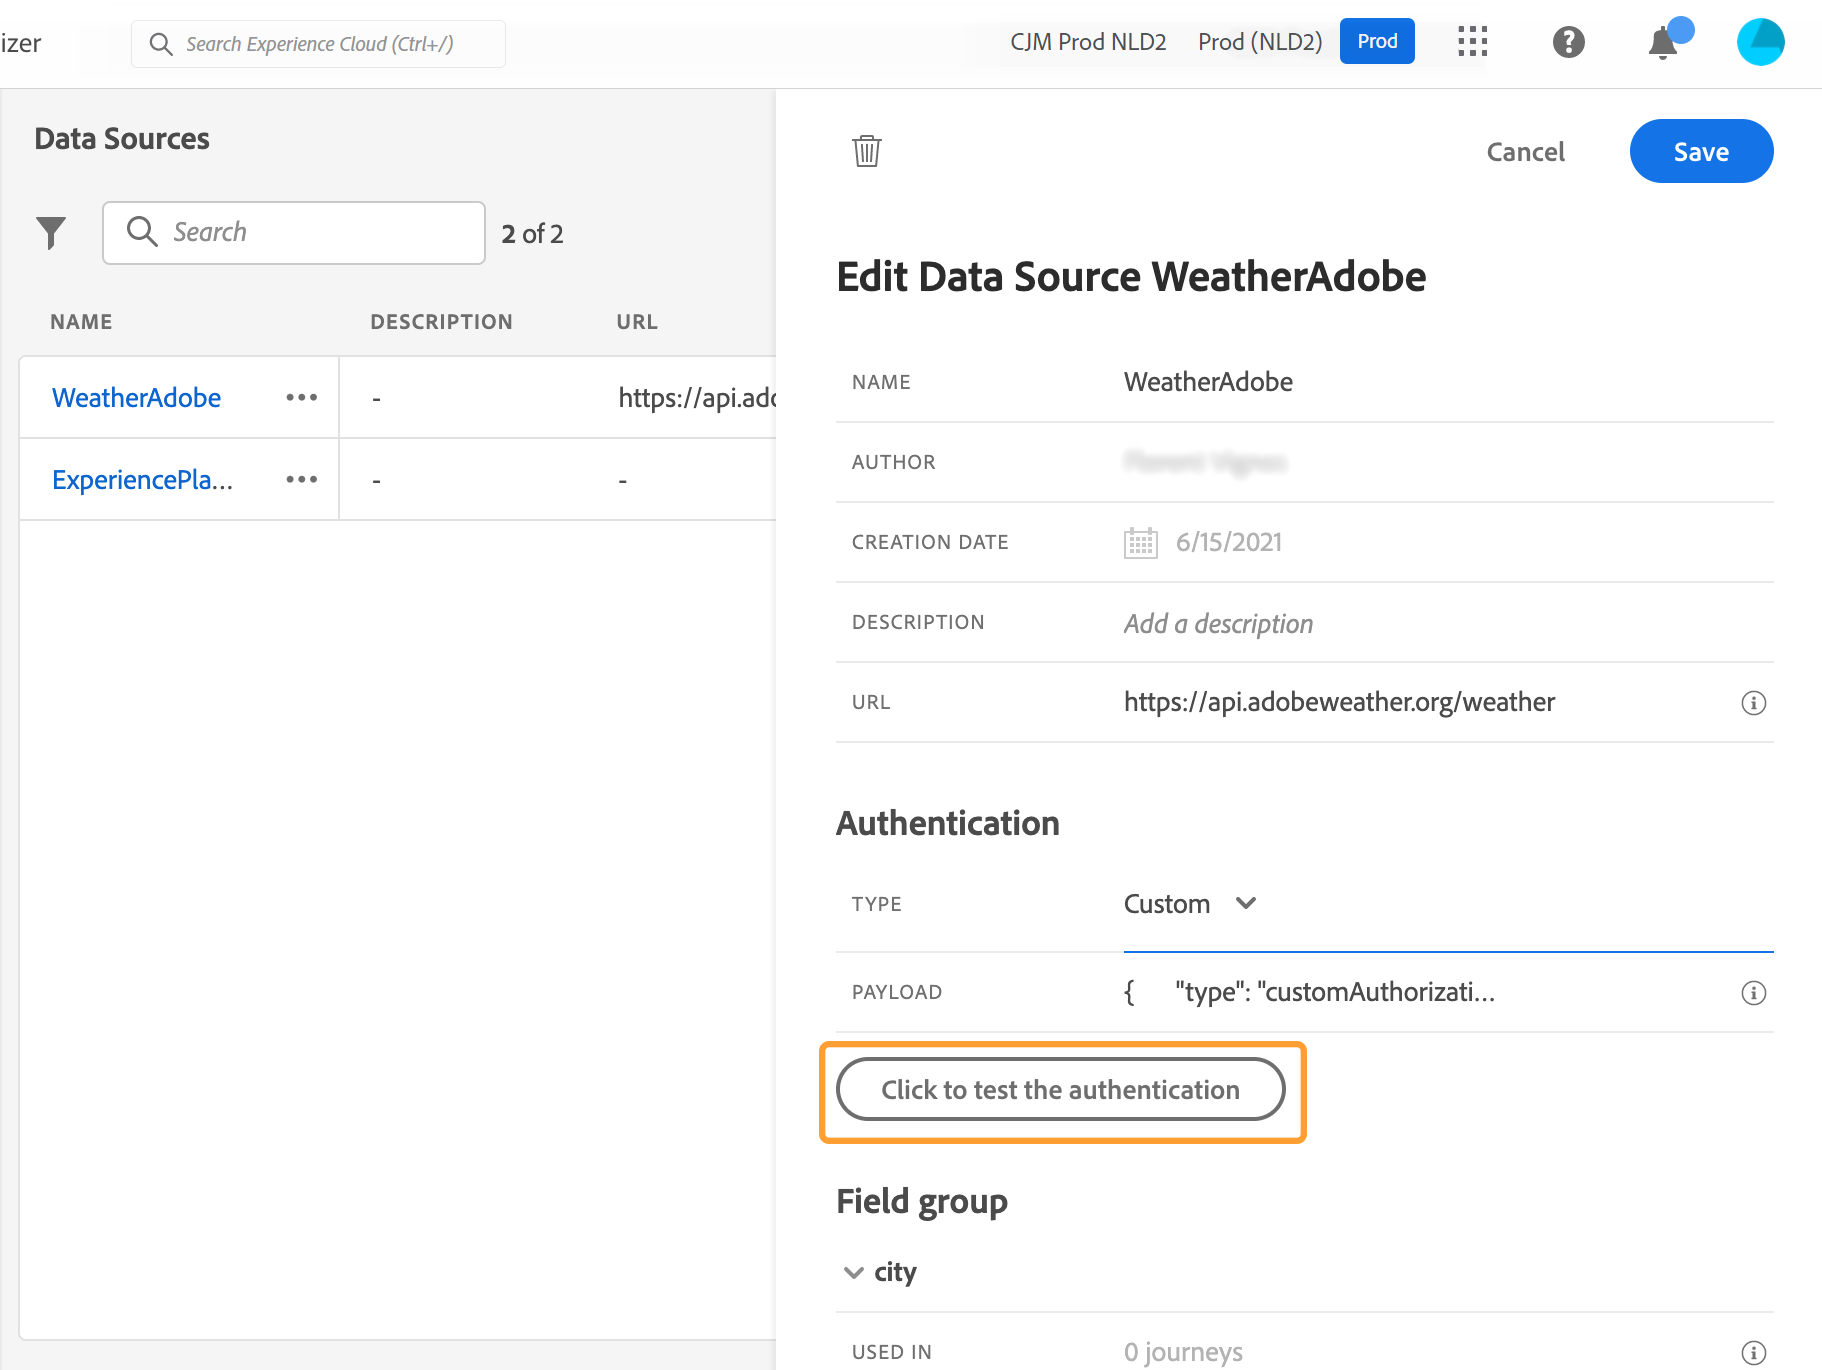 izer
Search Experience Cloud (Ctrl+/)
CJM Prod NLD2
Prod (NLD2)
Prod
Data Sources
Search
2 of 2
NAME DESCRIPTION URL
WeatherAdobe - https://api.ado
ExperiencePla... - -
Cancel
Save
Edit Data Source WeatherAdobe
NAME WeatherAdobe
AUTHOR
CREATION DATE 6/15/2021
DESCRIPTION Add a description
URL https://api.adobeweather.org/weather
Authentication
TYPE Custom
PAYLOAD { "type": "customAuthorizati...
Click to test the authentication
Field group
city
USED IN 0 journeys